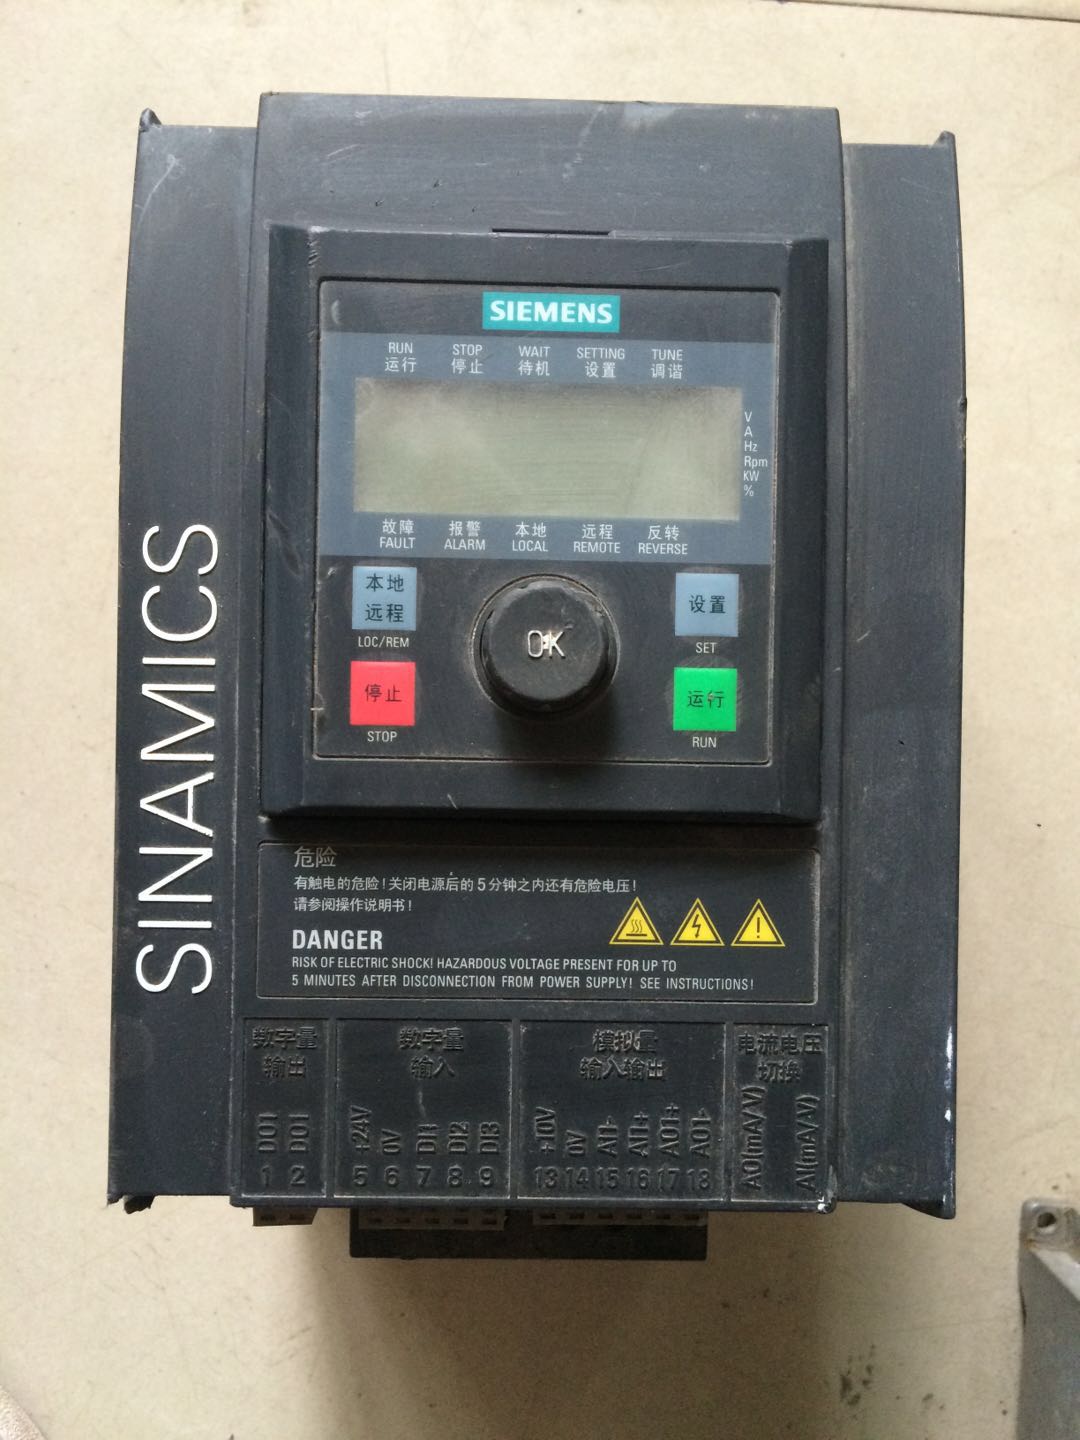 SIEMENS
RUN STOP WAIT SETTING TUNE
运行 停止 待机 设置 调谐
V
A
Hz
Rpm
KW
%
故障 报警 本地 远程 反转
FAULT ALARM LOCAL REMOTE REVERSE
本地
远程
LOC/REM
OK
设置
SET
停止
STOP
运行
RUN
SINAMICS
危险
有触电的危险！关闭电源后的5分钟之内还有危险电压！
请参阅操作说明书！
DANGER
RISK OF ELECTRIC SHOCK! HAZARDOUS VOLTAGE PRESENT FOR UP TO
5 MINUTES AFTER DISCONNECTION FROM POWER SUPPLY! SEE INSTRUCTIONS!
数字量
输出
DO1 DO1
1 2
数字量
输入
+24V 0V DI1 DI2 DI3
5 6 7 8 9
模拟量
输入输出
+10V 0V AI1- AI1+ AO1+ AO1-
13 14 15 16 17 18
电流电压
切换
AO(mA/V) AI(mA/V)